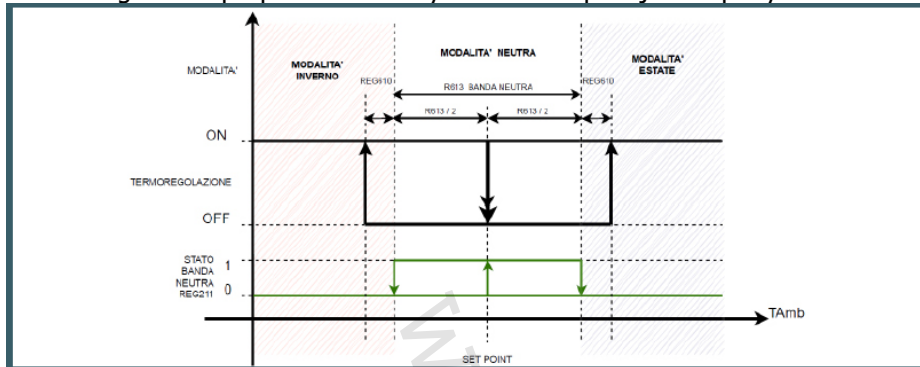 MODALITA'
MODALITA'
INVERNO
REG610
MODALITA' NEUTRA
R613 BANDA NEUTRA
R613 / 2
R613 / 2
REG610
MODALITA'
ESTATE
ON
TERMOREGOLAZIONE
OFF
STATO
BANDA
NEUTRA
REG211
1
0
TAmb
SET POINT